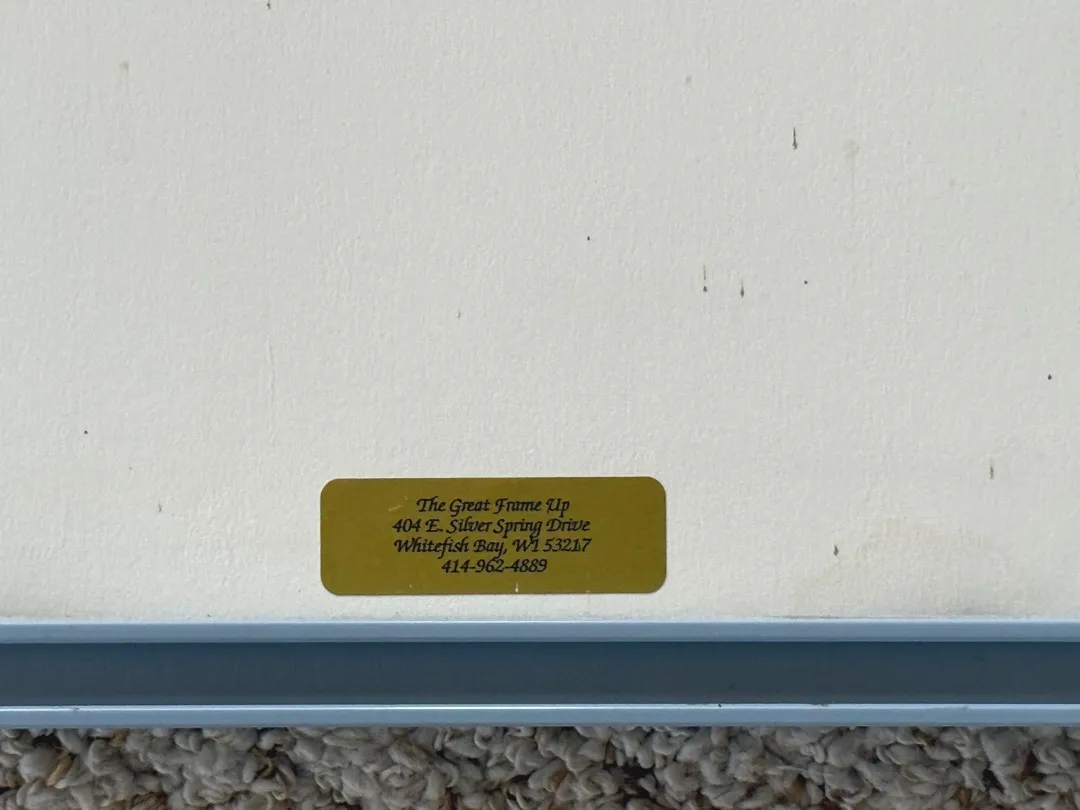 The Great Frame Up
404 E. Silver Spring Drive
Whitefish Bay, WI 53217
414-962-4889